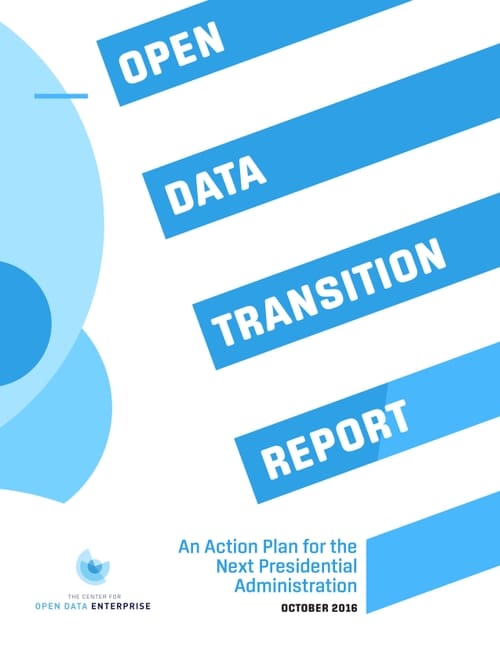 OPEN
DATA
TRANSITION
REPORT
An Action Plan for the
Next Presidential
Administration
OCTOBER 2016
THE CENTER FOR
OPEN DATA ENTERPRISE